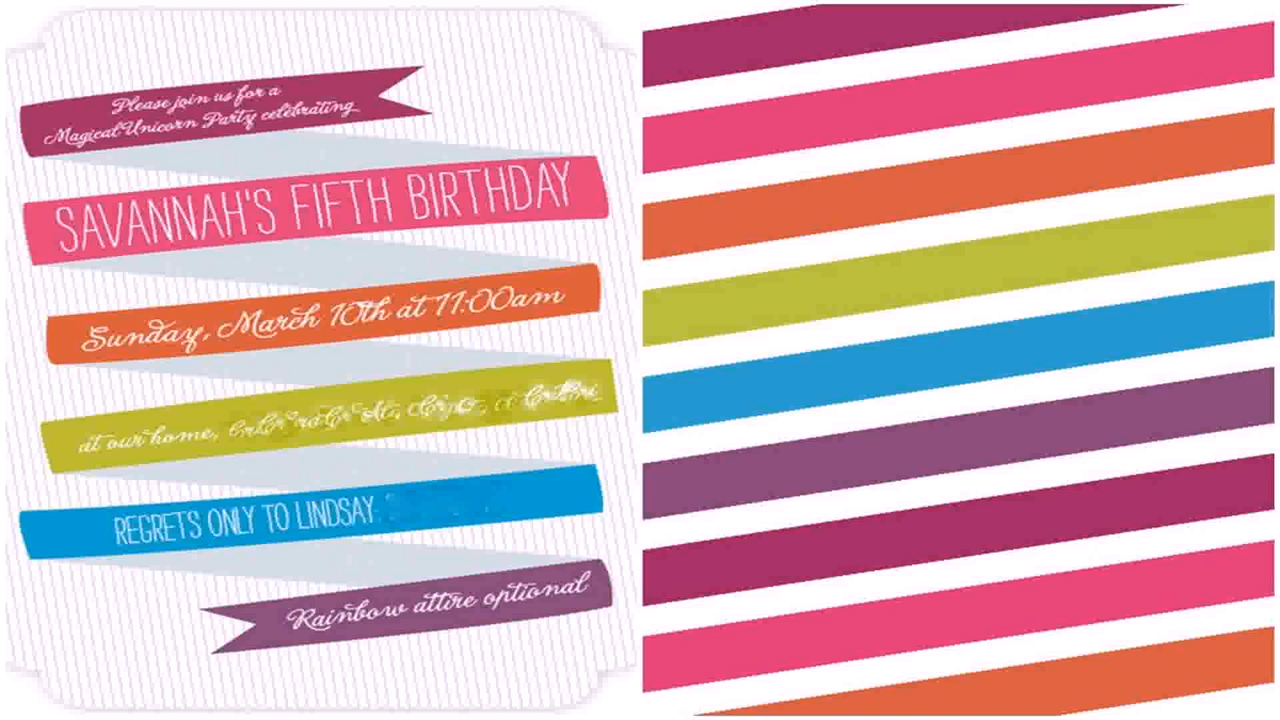 Please join us for a
Magical Unicorn Party celebrating
SAVANNAH'S FIFTH BIRTHDAY
Sunday, March 10th at 11:00am
at our home,
REGRETS ONLY TO LINDSAY
Rainbow attire optional